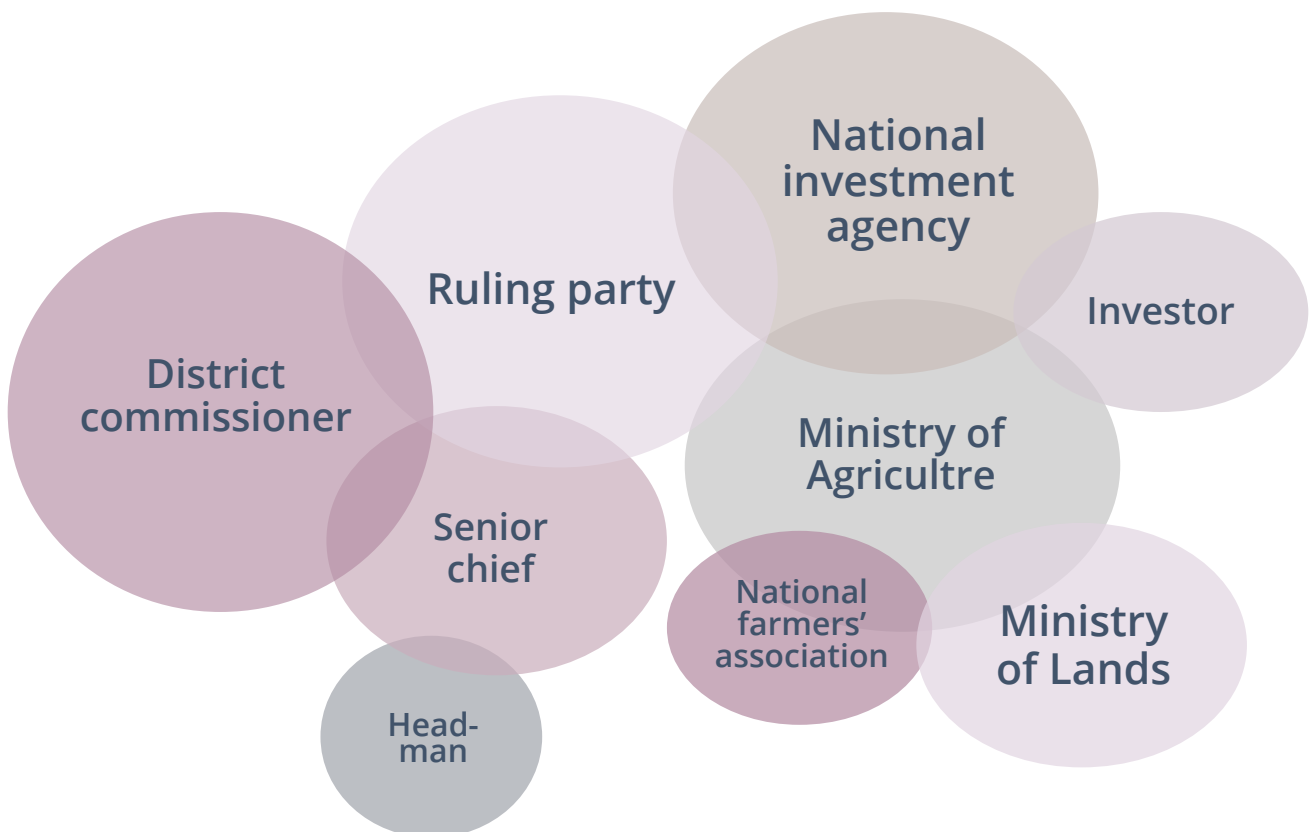 National
investment
agency
Ruling party
Investor
District
commissioner
Ministry of
Agricultre
Senior
chief
National
farmers’
association
Ministry
of Lands
Head-
man